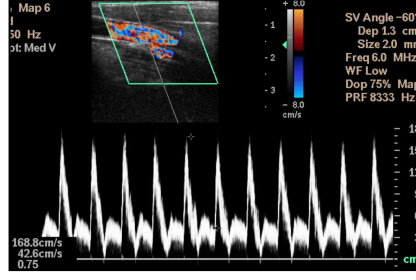 Map 6
50 Hz
pt: Med V
+ 8.0
- 1
- 2
- 3
- 8.0
cm/s
SV Angle -60
Dep 1.3 cm
Size 2.0 mm
Freq 6.0 MHz
WF Low
Dop 75% Map
PRF 8333 Hz
168.8cm/s
42.6cm/s
0.75
cm